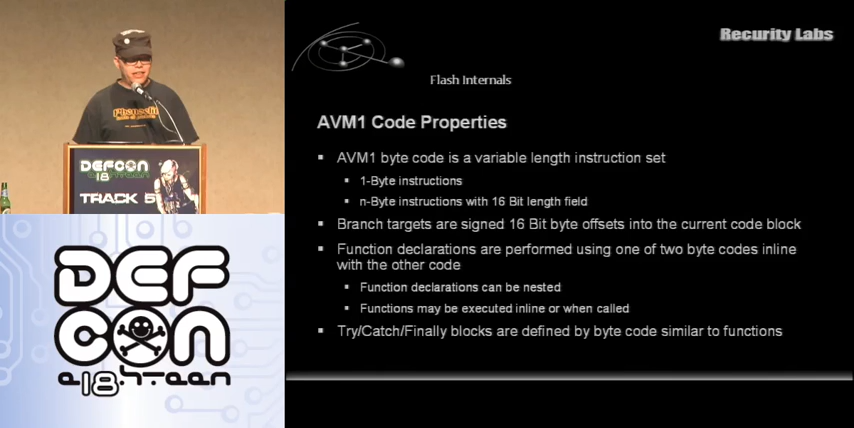 DEFCON
18
TRACK 5
DEF
CON
Recurity Labs
Flash Internals
AVM1 Code Properties
AVM1 byte code is a variable length instruction set
1-Byte instructions
n-Byte instructions with 16 Bit length field
Branch targets are signed 16 Bit byte offsets into the current code block
Function declarations are performed using one of two byte codes inline
with the other code
Function declarations can be nested
Functions may be executed inline or when called
Try/Catch/Finally blocks are defined by byte code similar to functions